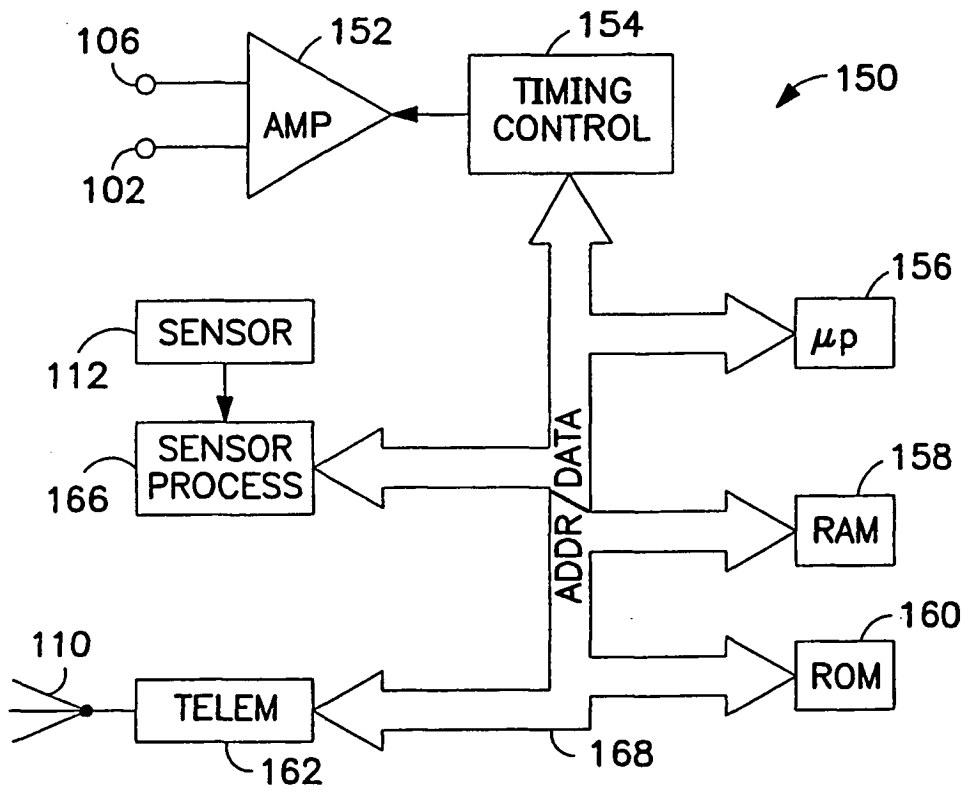 106
152
154
150
AMP
TIMING
CONTROL
102
156
μp
SENSOR
112
SENSOR
PROCESS
166
ADDR/DATA
158
RAM
160
ROM
110
TELEM
162
168